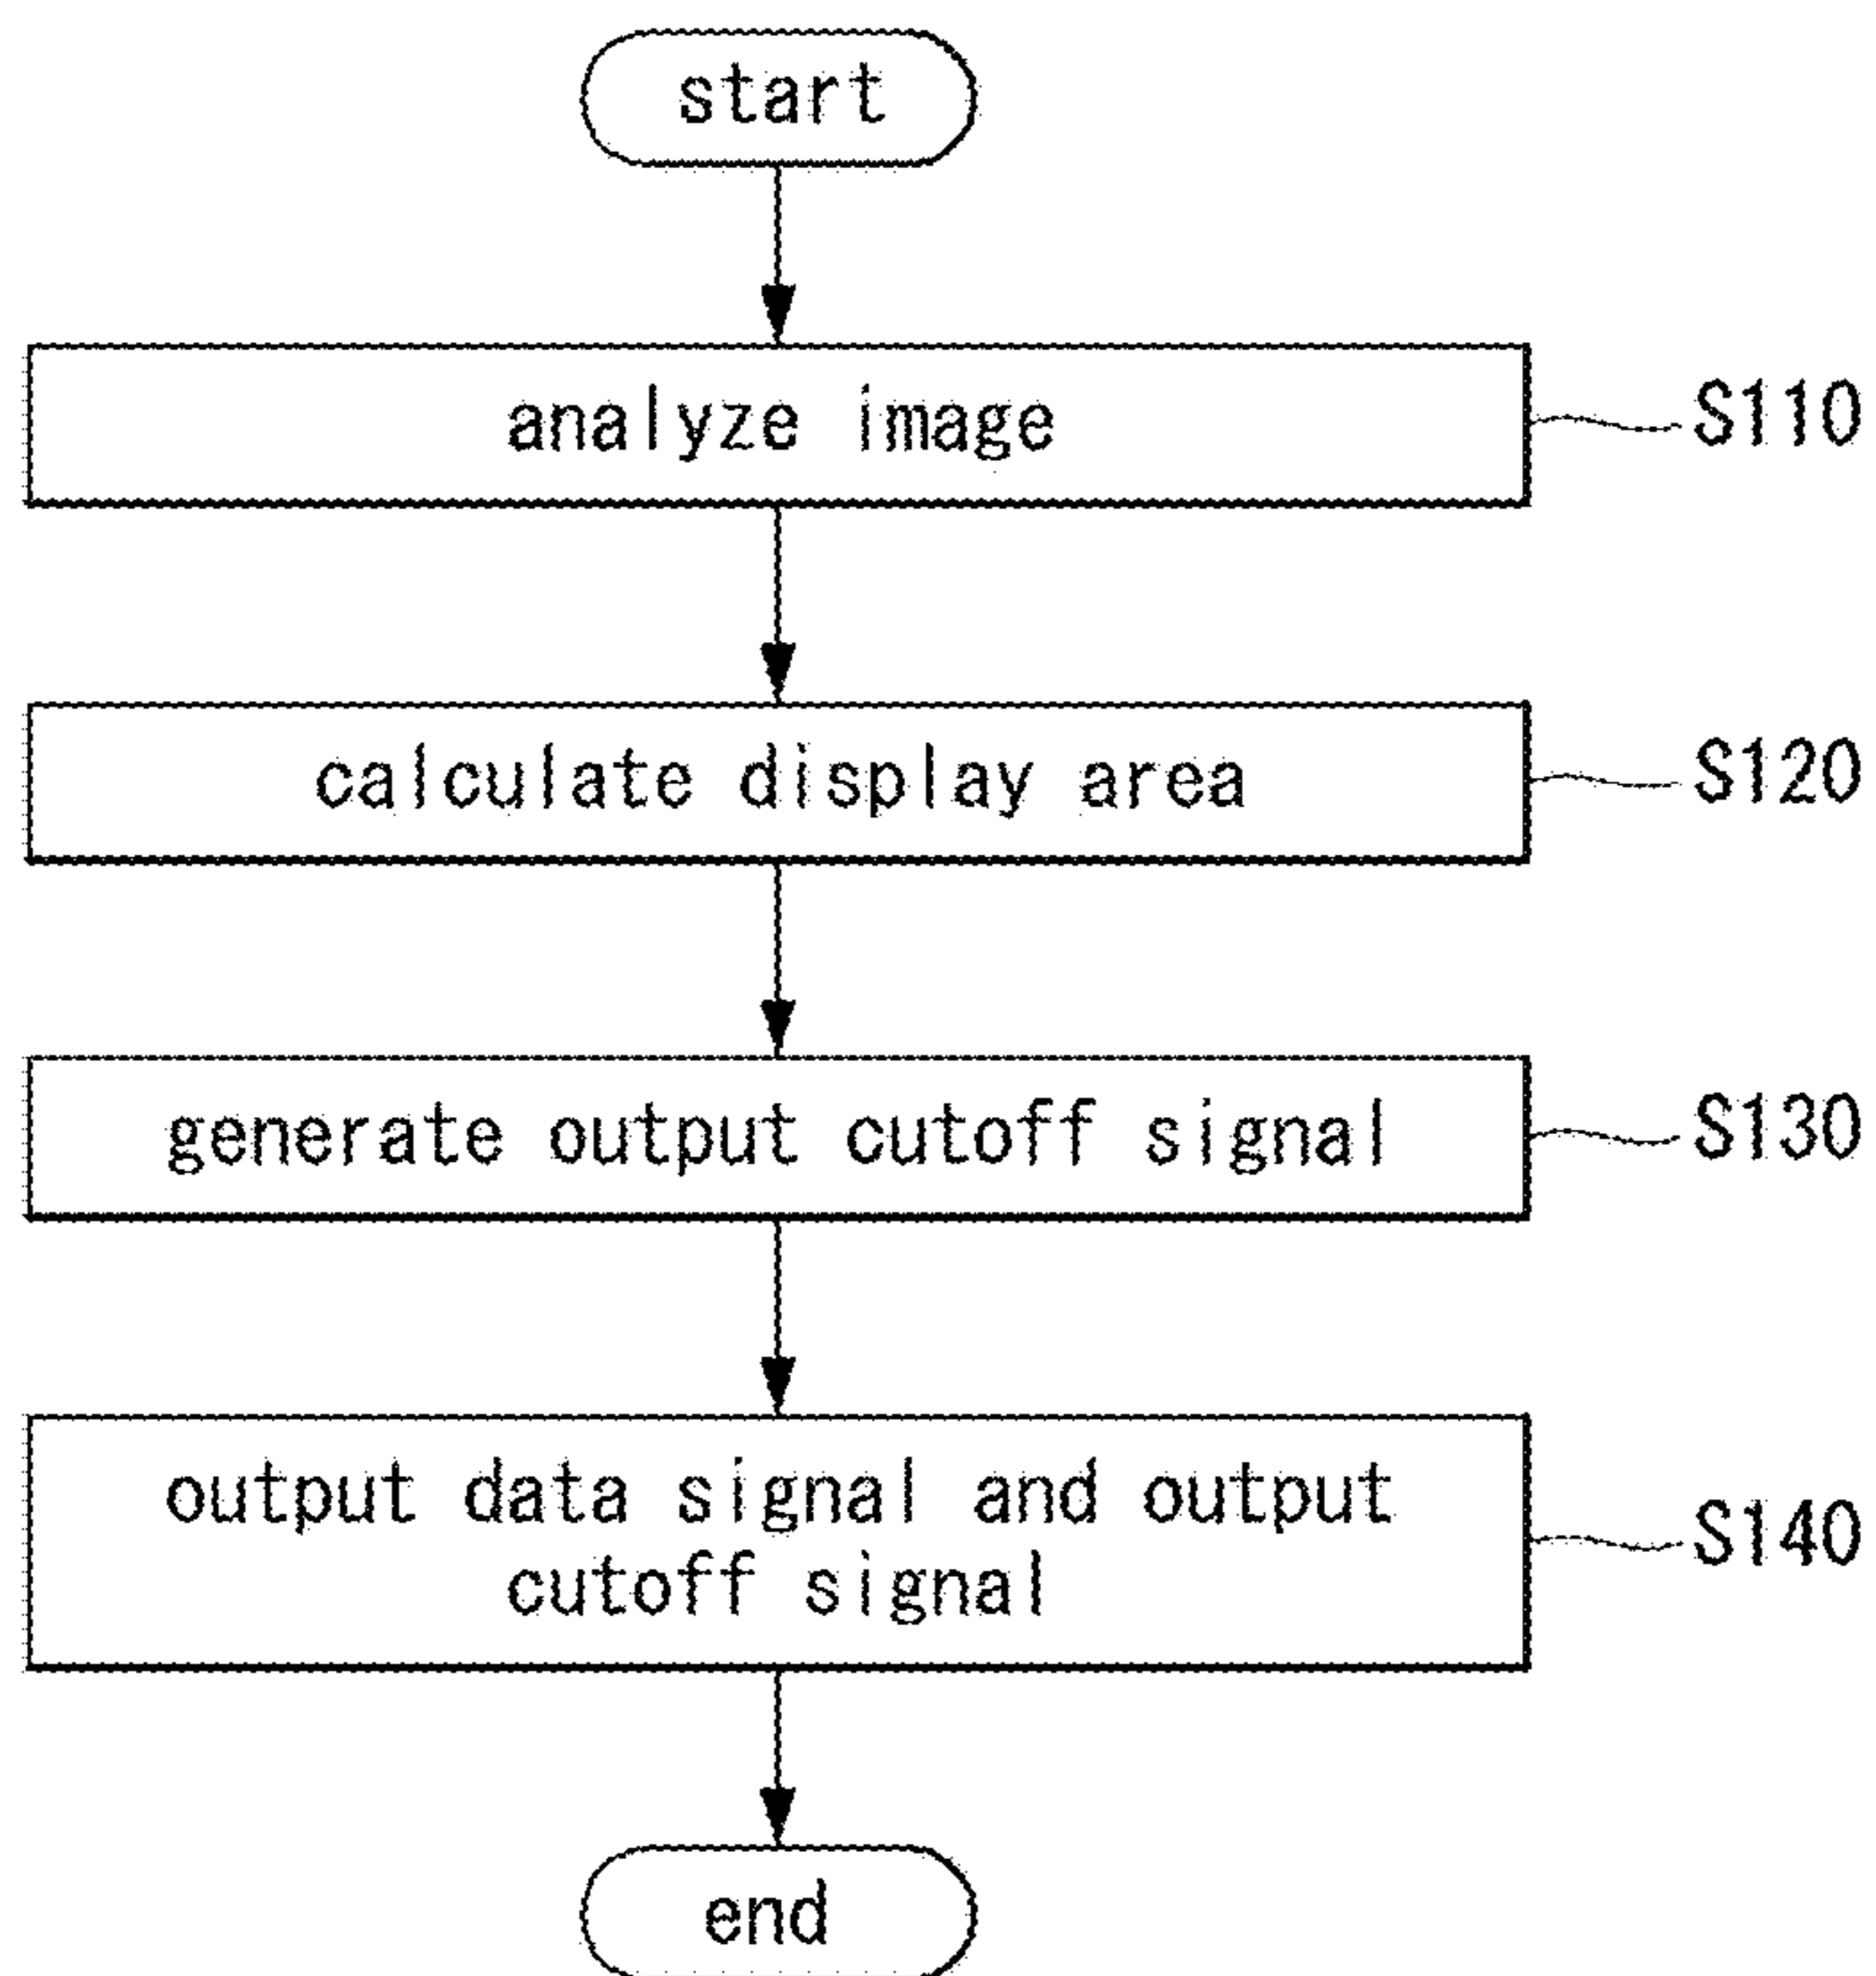 start
analyze image
S110
calculate display area
S120
generate output cutoff signal
S130
output data signal and output
cutoff signal
S140
end